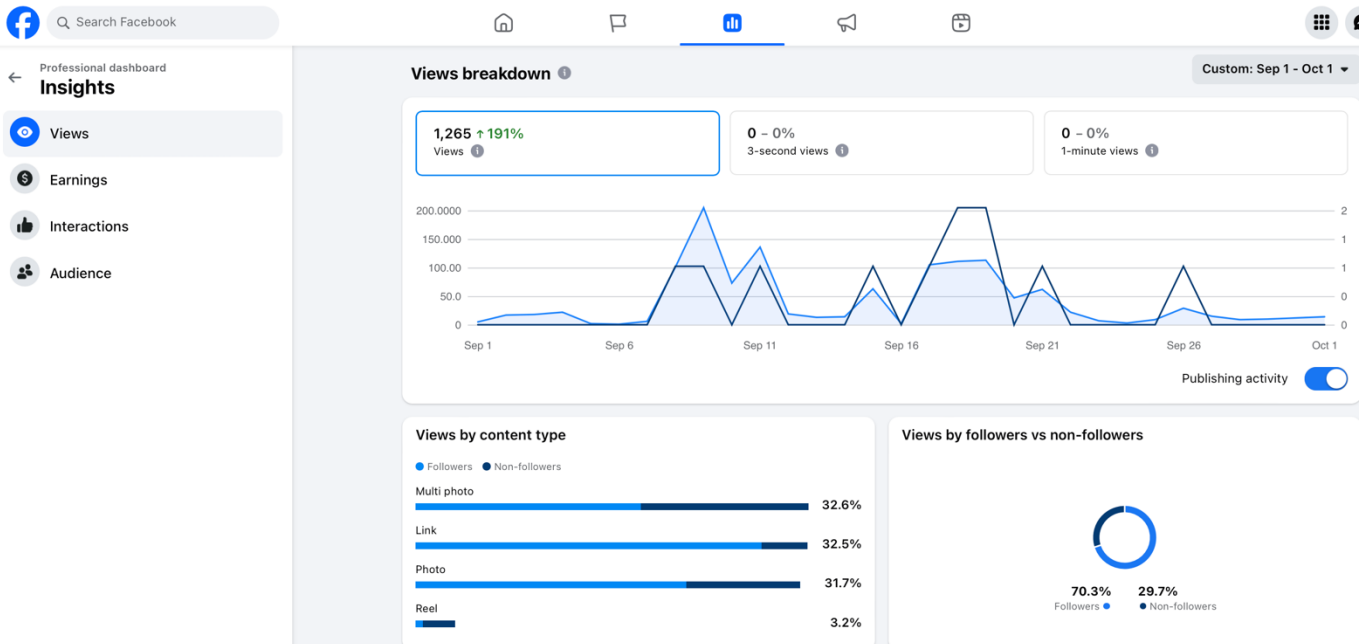 Search Facebook
Professional dashboard
Insights
Views
Earnings
Interactions
Audience
Views breakdown
Custom: Sep 1 - Oct 1
1,265 ↑ 191%
Views
0 – 0%
3-second views
0 – 0%
1-minute views
200.0000
2
150.000
1
100.00
1
50.0
0
0
0
Sep 1 Sep 6 Sep 11 Sep 16 Sep 21 Sep 26 Oct 1
Publishing activity
Views by content type
Followers Non-followers
Multi photo
32.6%
Link
32.5%
Photo
31.7%
Reel
3.2%
Views by followers vs non-followers
70.3% 29.7%
Followers Non-followers